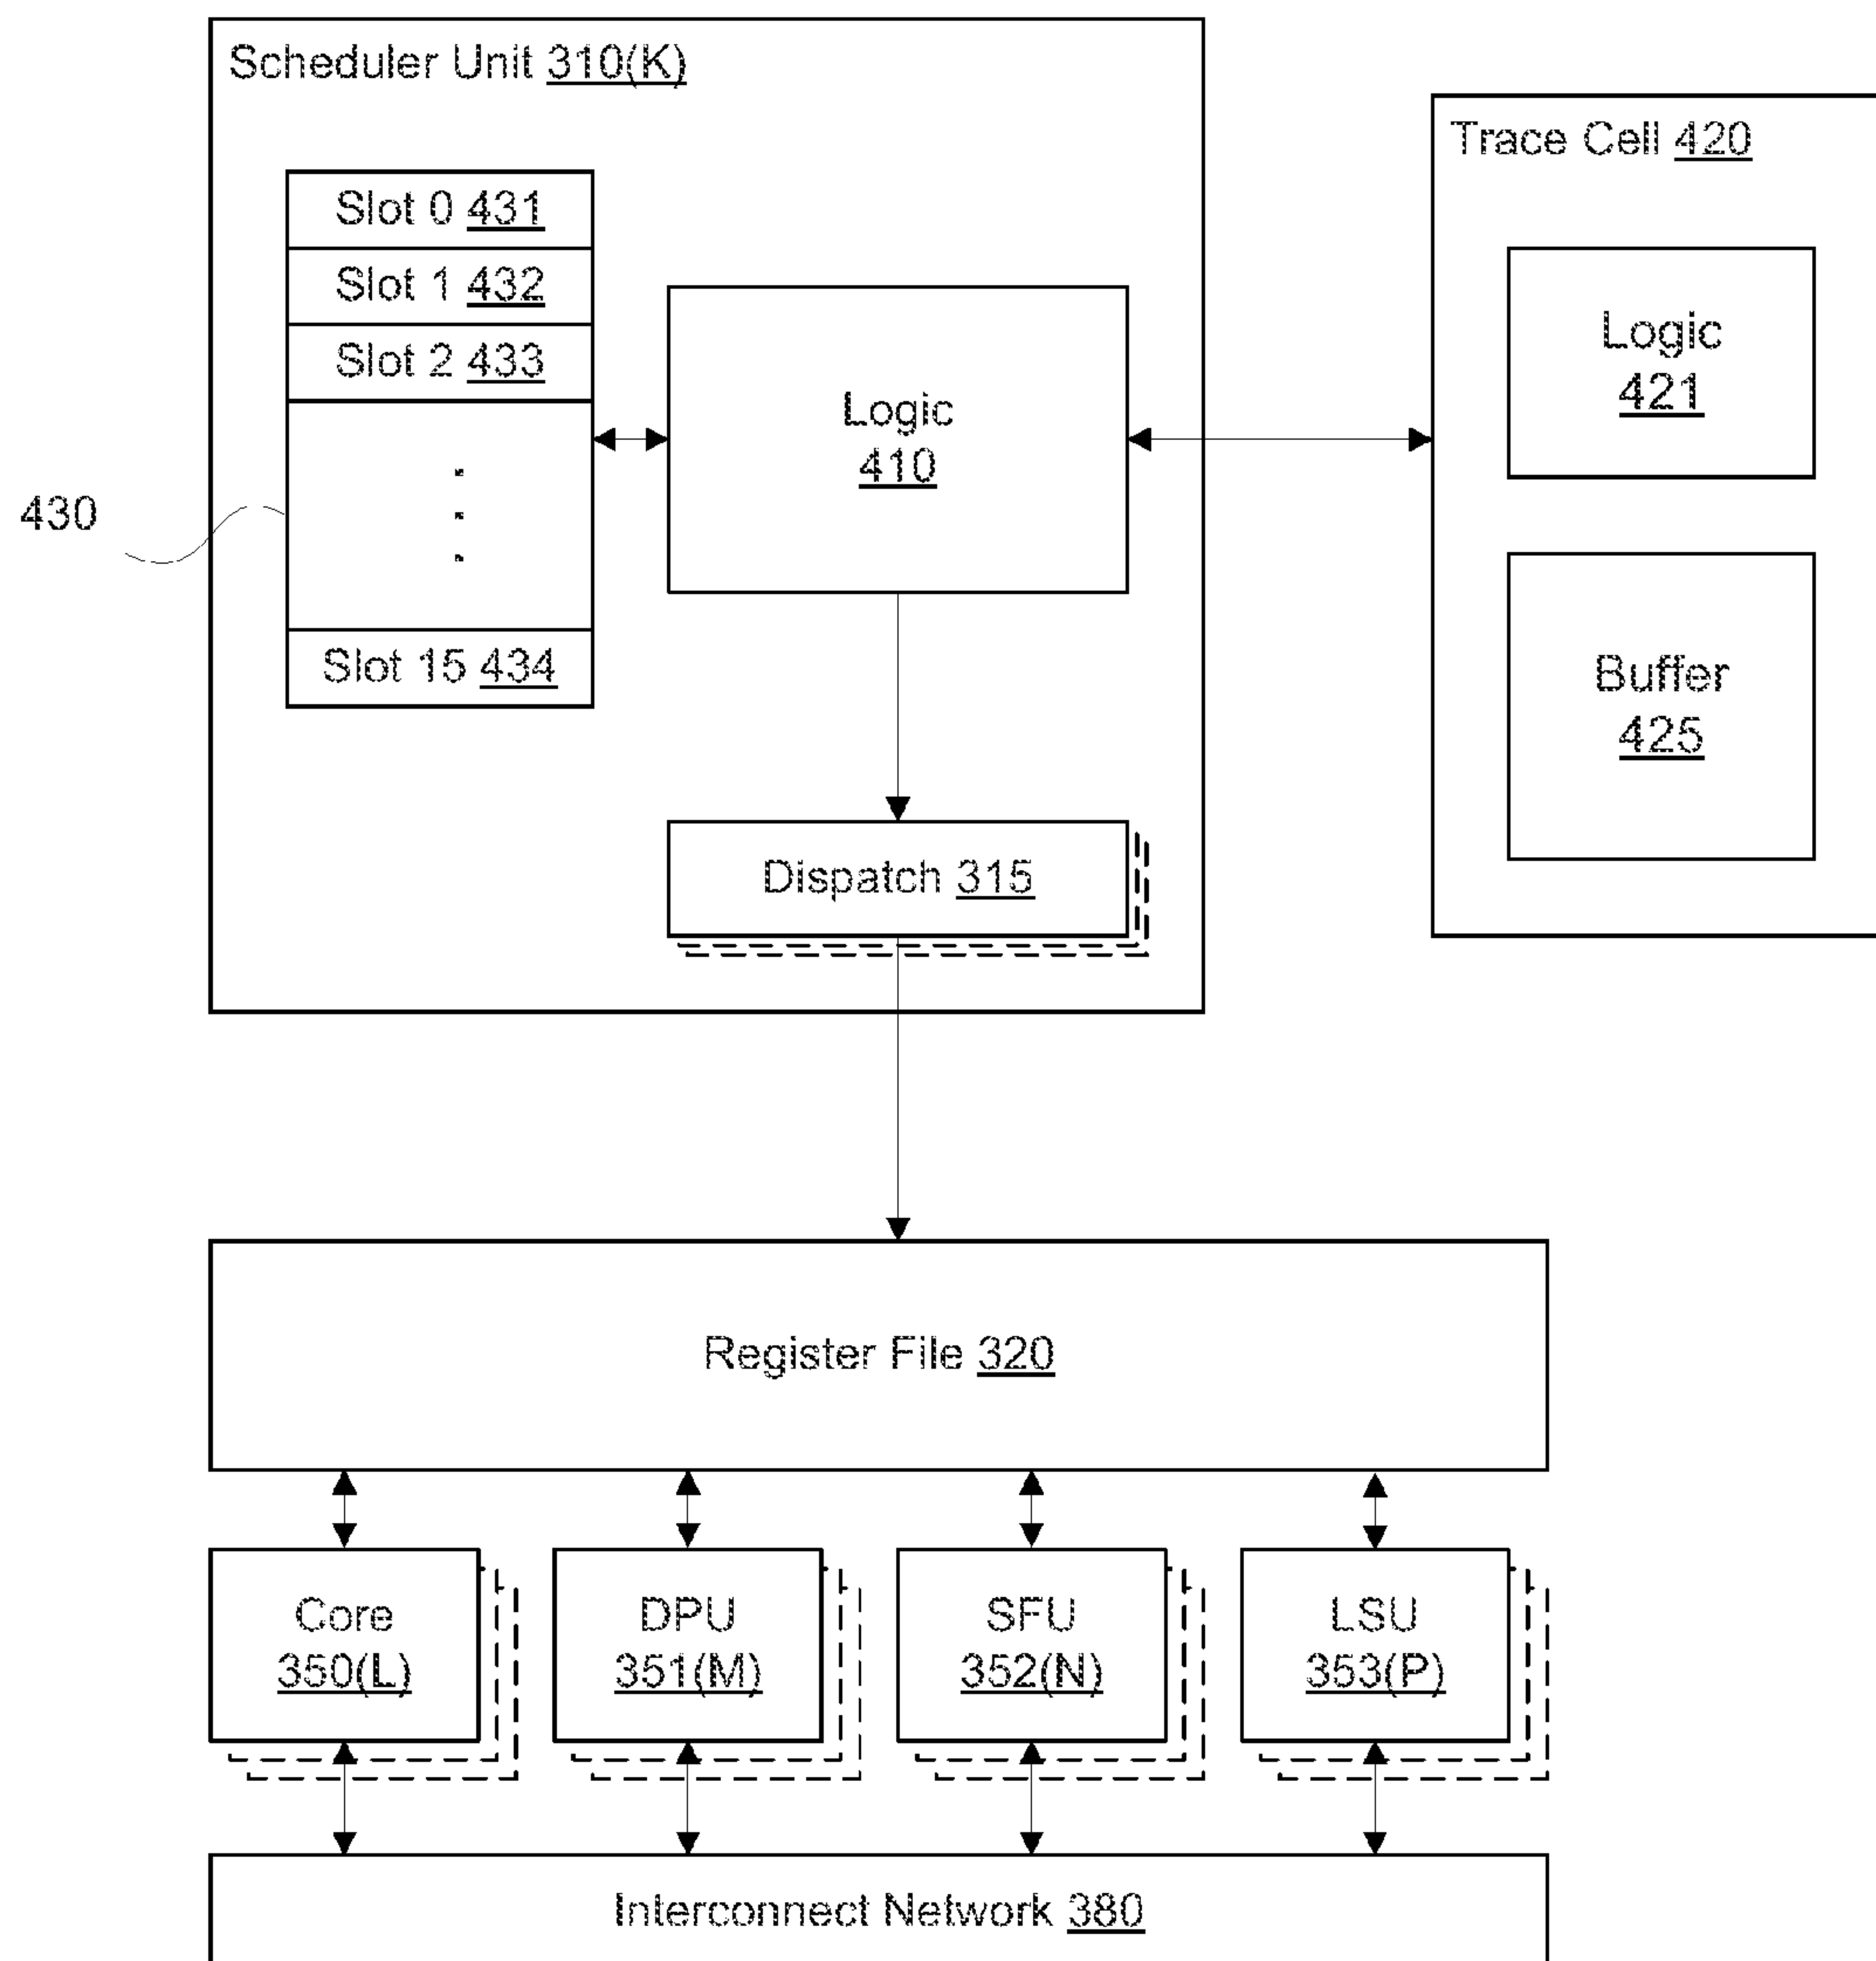 Scheduler Unit 310(K)
Trace Cell 420
Slot 0 431
Slot 1 432
Slot 2 433
Logic
410
Logic
421
430
Slot 15 434
Buffer
425
Dispatch 315
Register File 320
Core
350(L)
DPU
351(M)
SFU
352(N)
LSU
353(P)
Interconnect Network 380